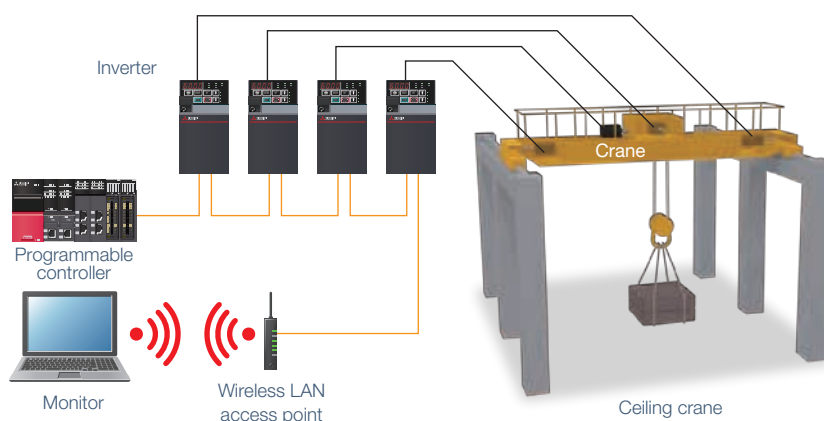 Inverter
Crane
Programmable
controller
Monitor
Wireless LAN
access point
Ceiling crane